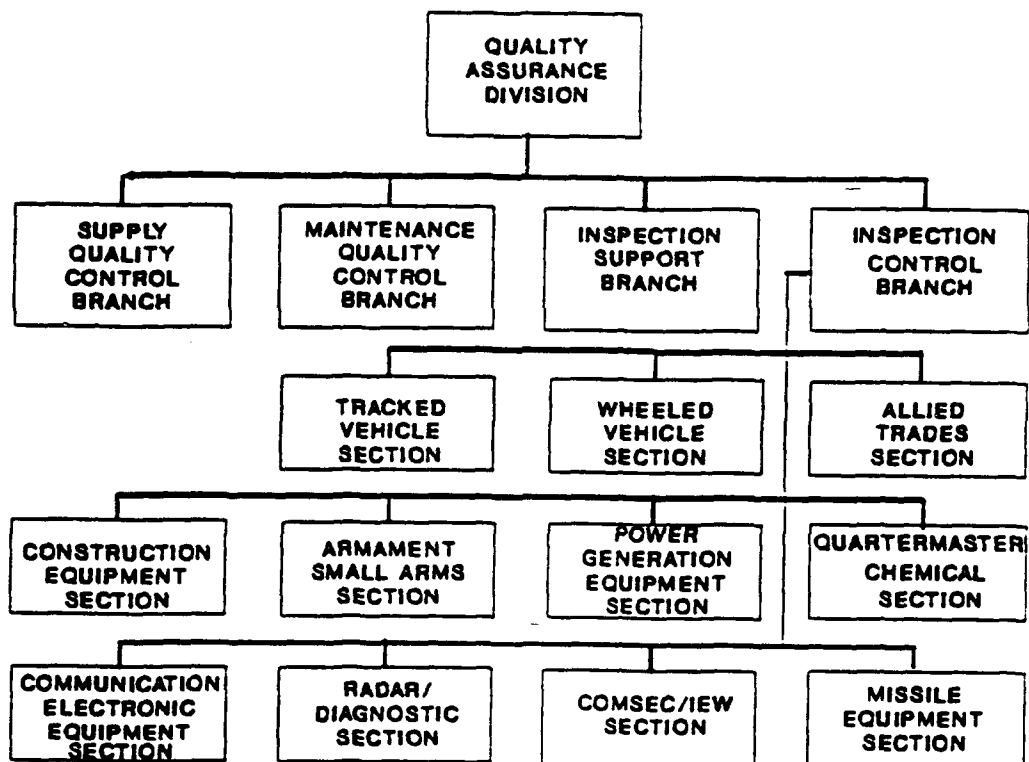 QUALITY
ASSURANCE
DIVISION
SUPPLY
QUALITY
CONTROL
BRANCH
MAINTENANCE
QUALITY
CONTROL
BRANCH
INSPECTION
SUPPORT
BRANCH
INSPECTION
CONTROL
BRANCH
TRACKED
VEHICLE
SECTION
WHEELED
VEHICLE
SECTION
ALLIED
TRADES
SECTION
CONSTRUCTION
EQUIPMENT
SECTION
ARMAMENT
SMALL ARMS
SECTION
POWER
GENERATION
EQUIPMENT
SECTION
QUARTERMASTER
CHEMICAL
SECTION
COMMUNICATION
ELECTRONIC
EQUIPMENT
SECTION
RADAR/
DIAGNOSTIC
SECTION
COMSEC/IEW
SECTION
MISSILE
EQUIPMENT
SECTION